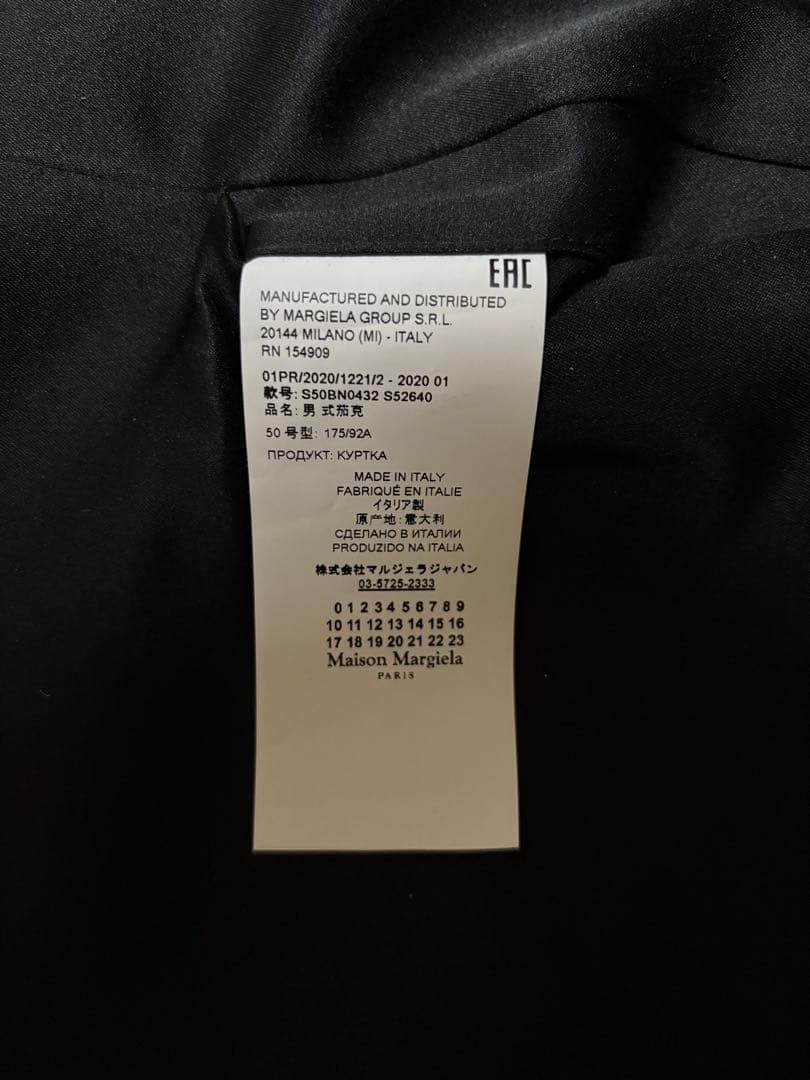 EAC
MANUFACTURED AND DISTRIBUTED
BY MARGIELA GROUP S.R.L.
20144 MILANO (MI) - ITALY
RN 154909
01PR/2020/1221/2 - 2020 01
款号: S50BN0432 S52640
品名: 男 式茄克
50 号型: 175/92A
ПРОДУКТ: КУРТКА
MADE IN ITALY
FABRIQUÉ EN ITALIE
イタリア製
原产地: 意大利
СДЕЛАНО В ИТАЛИИ
PRODUZIDO NA ITALIA
株式会社マルジェラジャパン
03-5725-2333
0 1 2 3 4 5 6 7 8 9
10 11 12 13 14 15 16
17 18 19 20 21 22 23
Maison Margiela
PARIS